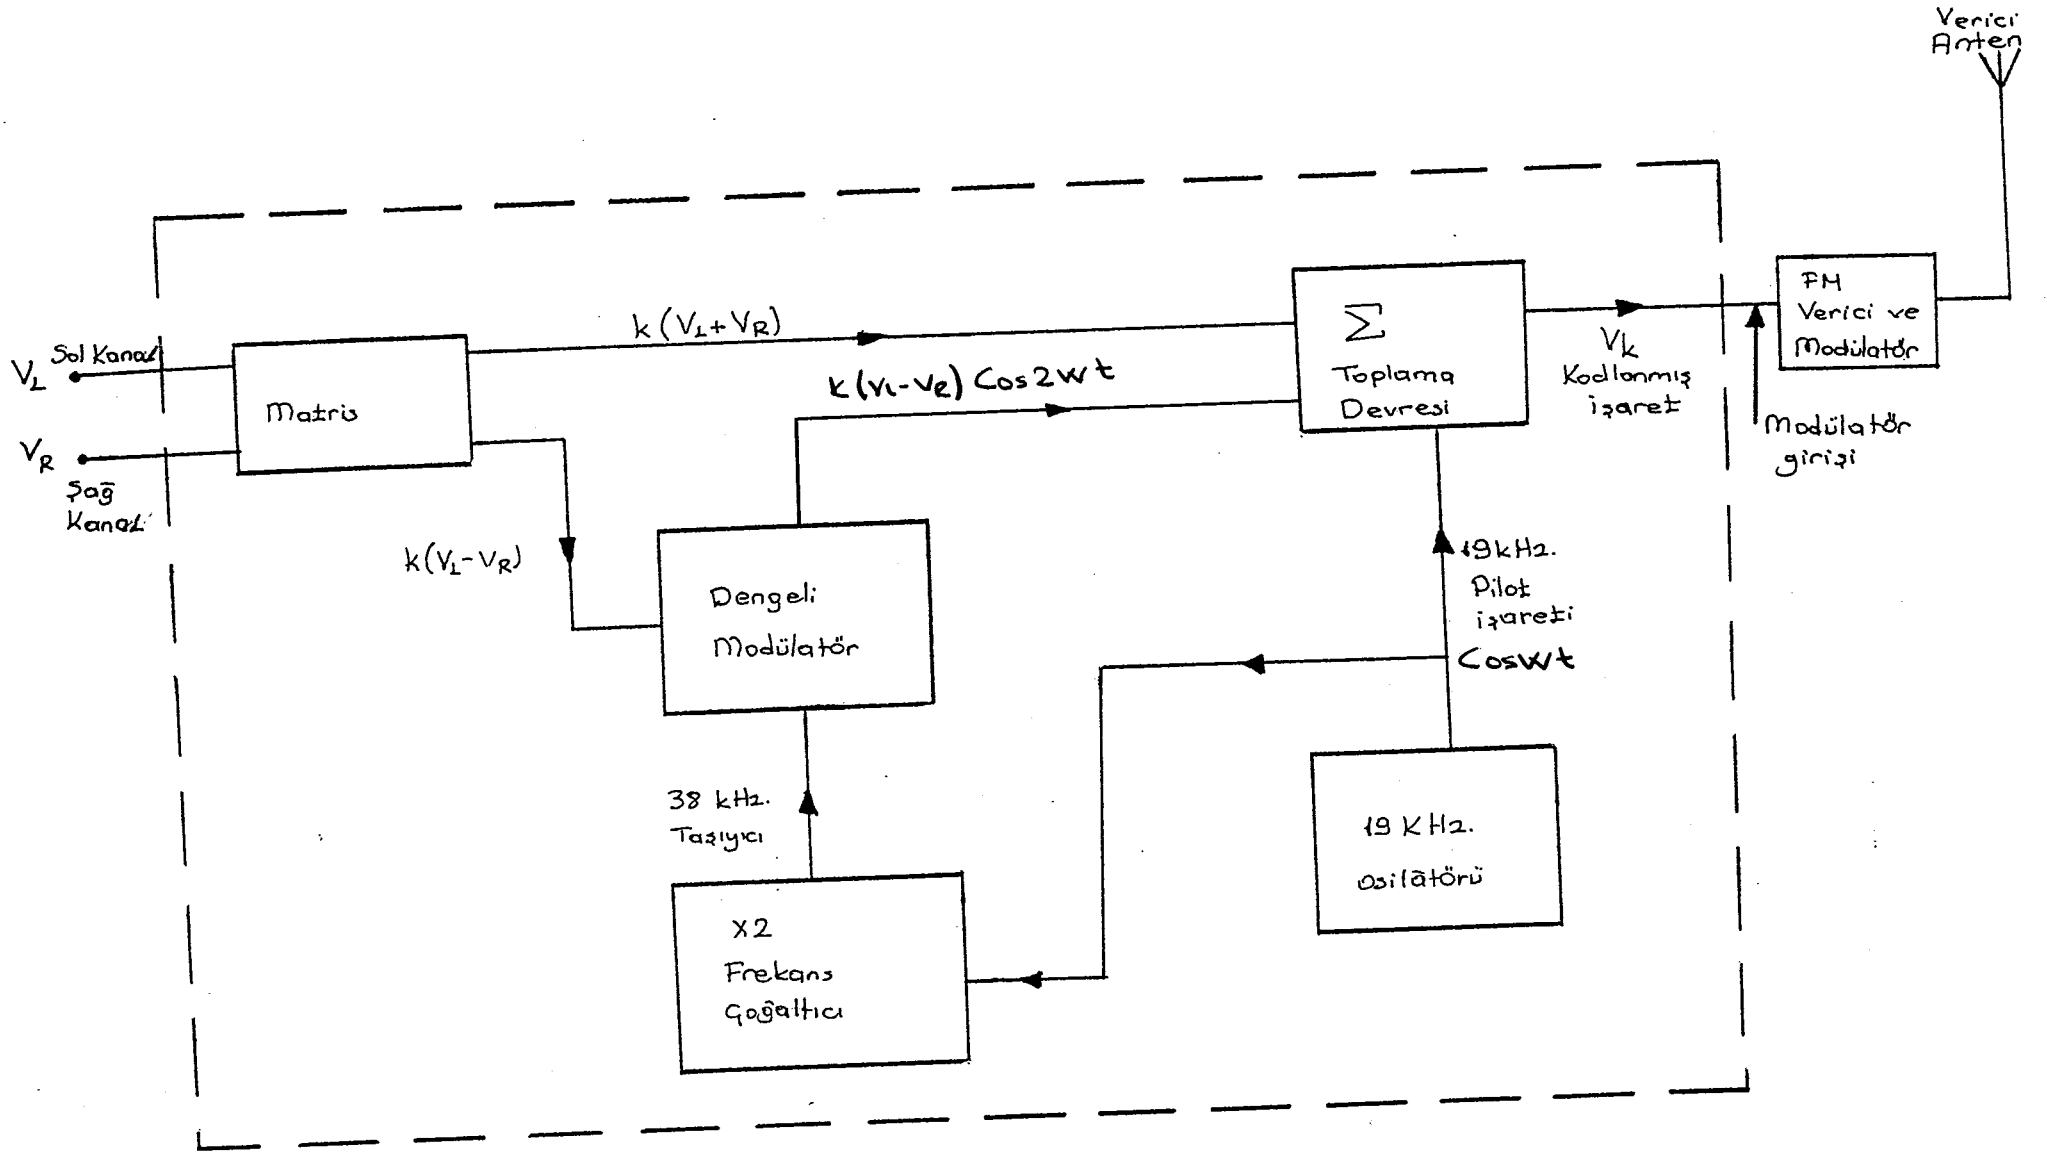 Verici
Anten
FM
Verici ve
Modülatör
Σ
Toplama
Devresi
k(VL+VR)
Sol Kanal
VL
Matris
k(VL-VR) Cos2wt
Vk
Kodlanmış
işaret
Modülatör
girişi
VR
Şağ
Kanal
k(VL-VR)
Dengeli
Modülatör
19kHz.
Pilot
işareti
Coswt
38 kHz.
Taşıyıcı
19 KHz.
osilātörü
X2
Frekans
Çoğaltıcı